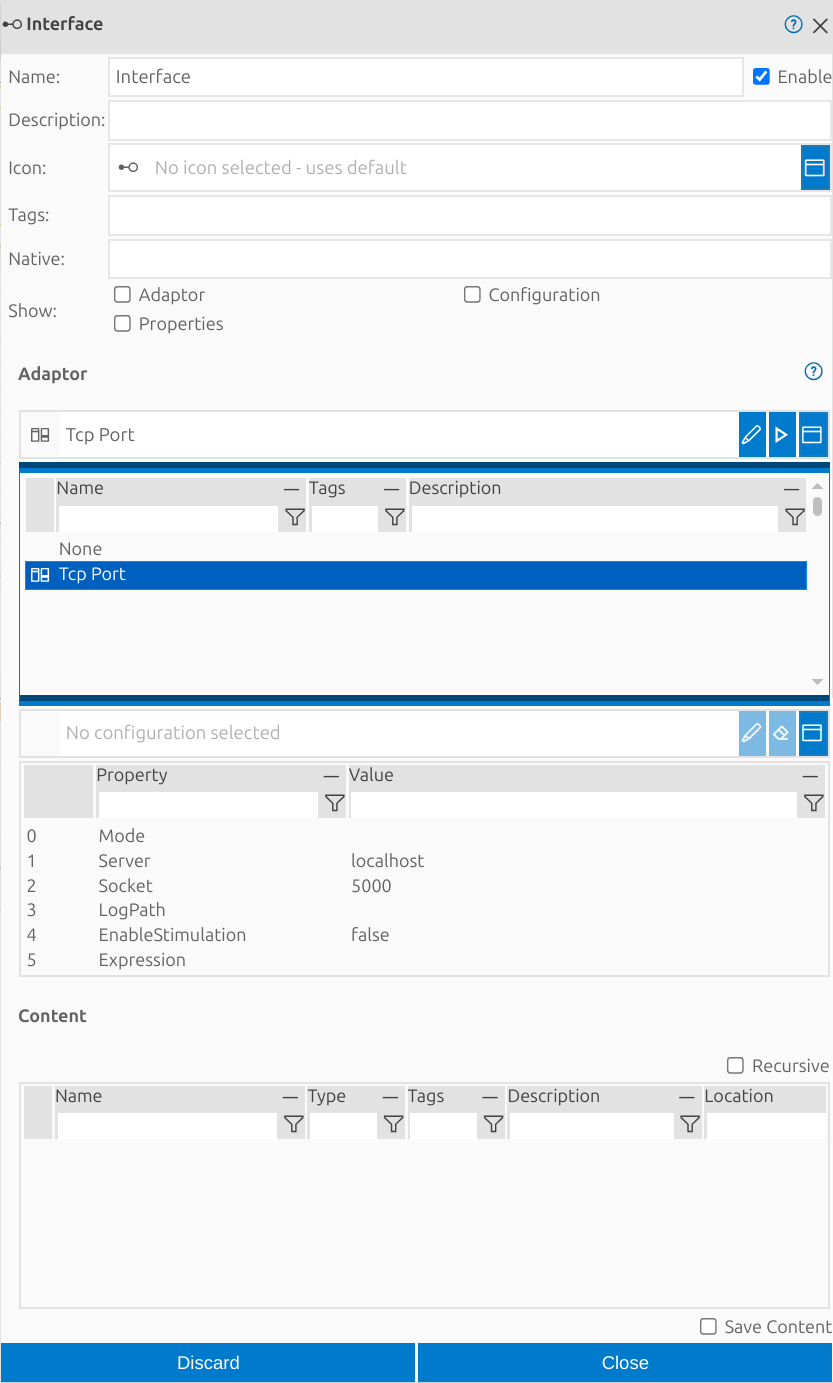 Interface
Name: Interface Enable
Description:
Icon: No icon selected - uses default
Tags:
Native:
Show: Adaptor Configuration
Properties
Adaptor
Tcp Port
Name Tags Description
None
Tcp Port
No configuration selected
Property Value
0 Mode
1 Server localhost
2 Socket 5000
3 LogPath
4 EnableStimulation false
5 Expression
Content
Recursive
Name Type Tags Description Location
Save Content
Discard Close